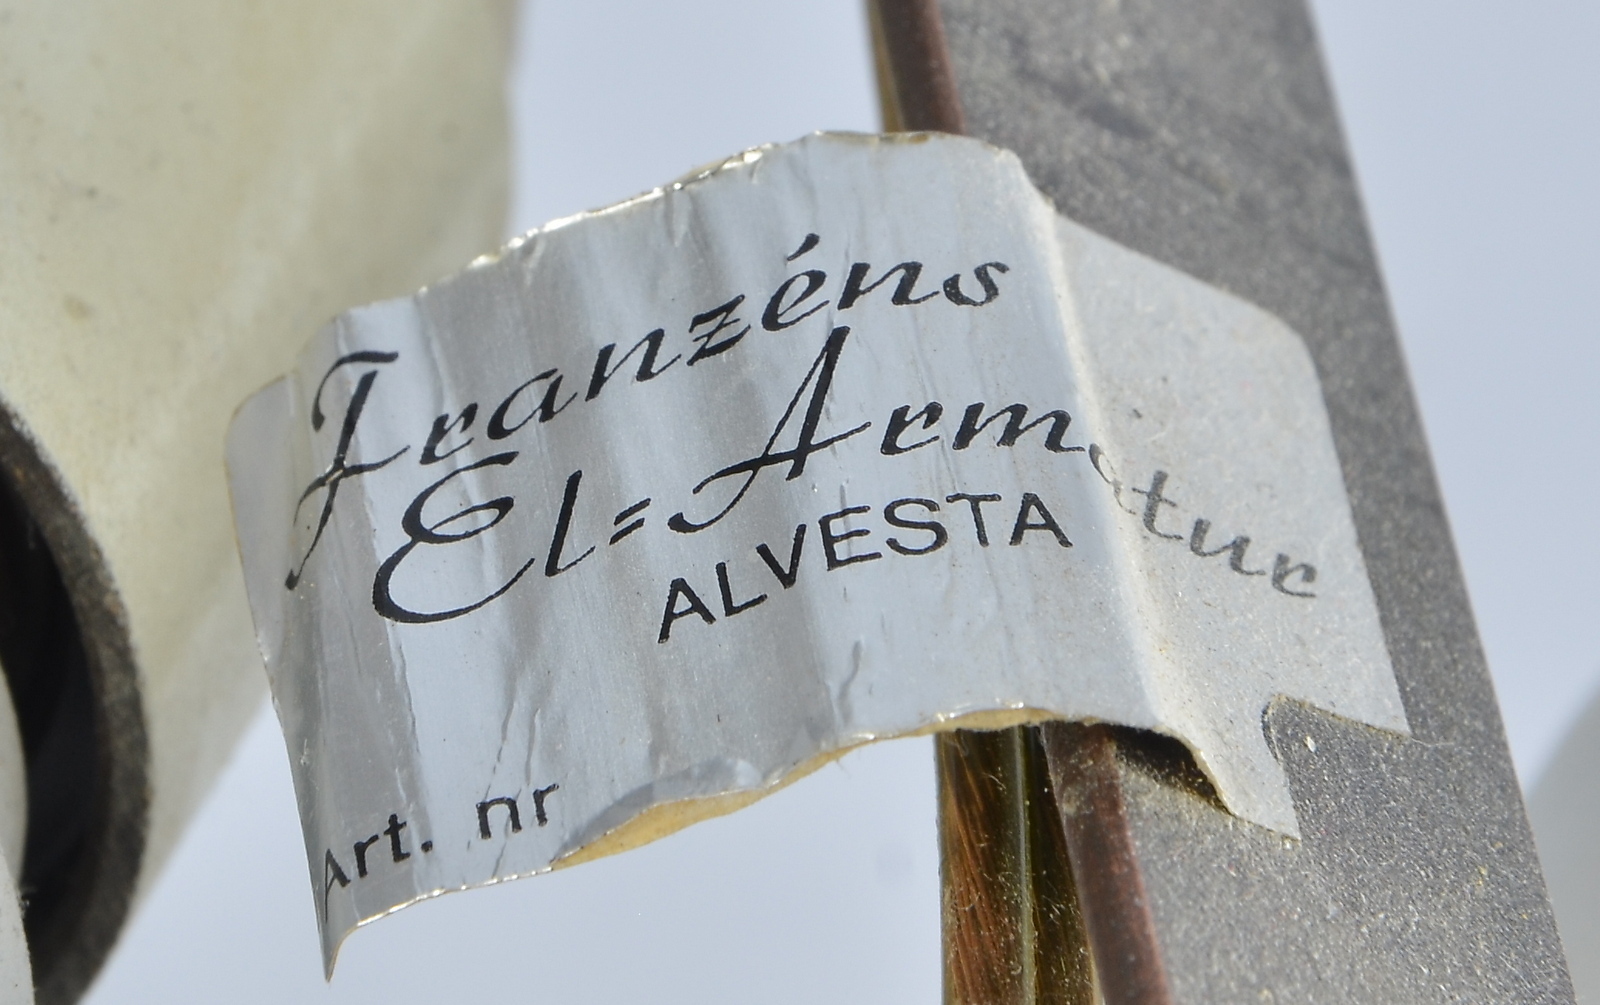 Franzéns
El=Armatur
ALVESTA
Art. nr